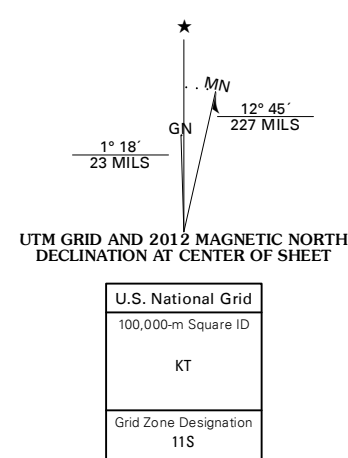 ★
MN
12° 45´
227 MILS
GN
1° 18´
23 MILS
UTM GRID AND 2012 MAGNETIC NORTH
DECLINATION AT CENTER OF SHEET
U.S. National Grid
100,000-m Square ID
KT
Grid Zone Designation
11S